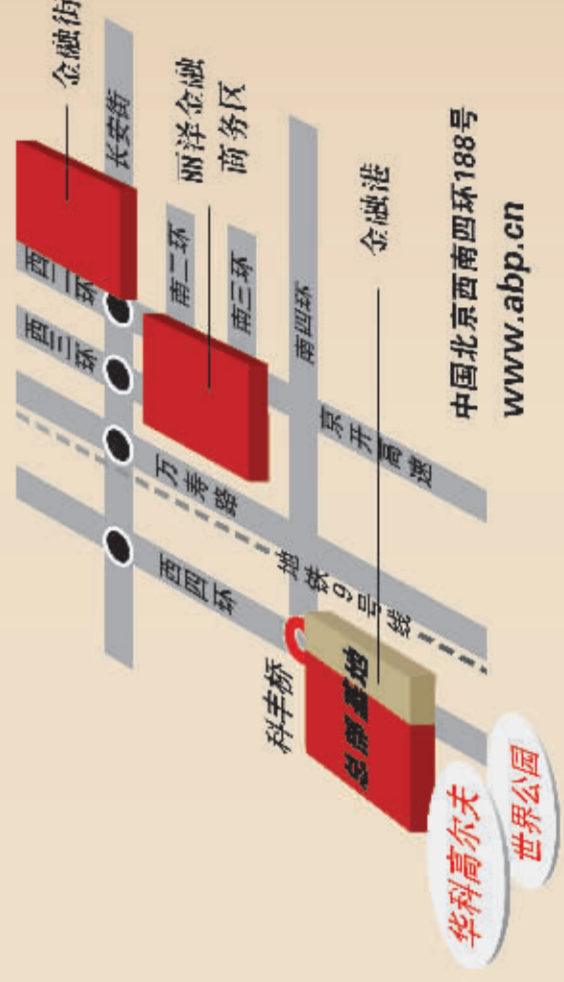 金融街
长安街
丽泽金融
商务区
西二环
西三环
南二环
南三环
南四环
金融港
京开高速
万寿路
地铁9号线
西四环
科丰桥
总部基地
华科高尔夫
世界公园
中国北京西南四环188号
www.abp.cn